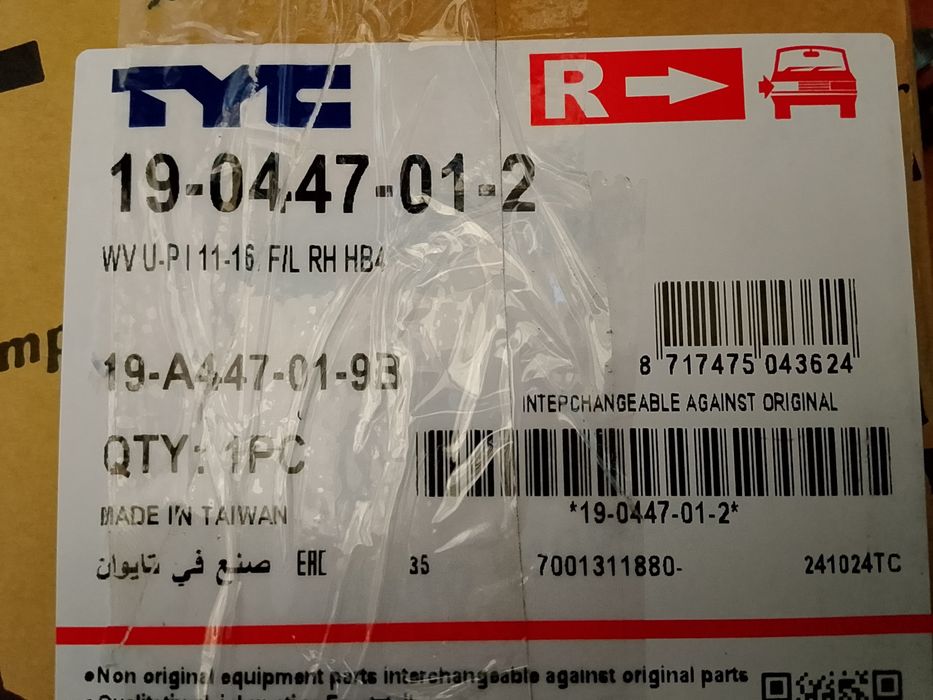 TYC
R
19-0447-01-2
WV U-P I 11-16 F/L RH HB4
8 717475 043624
19-A447-01-9B
INTERCHANGEABLE AGAINST ORIGINAL
QTY: 1PC
*19-0447-01-2*
MADE IN TAIWAN
صنع في تايوان EAC 35 7001311880- 241024TC
•Non original equipment parts interchangeable against original parts